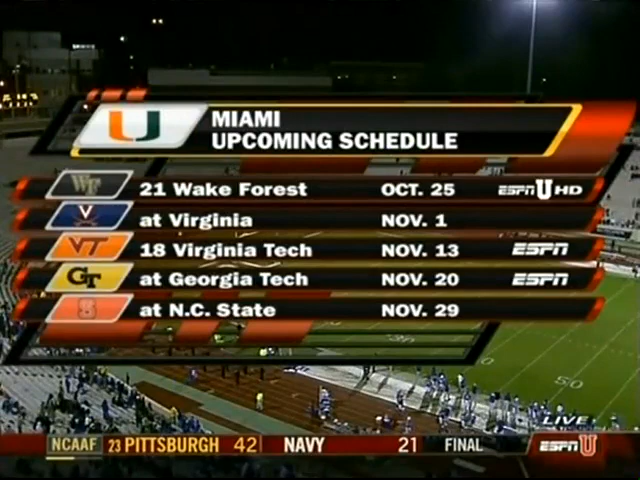 U MIAMI
UPCOMING SCHEDULE
WF 21 Wake Forest OCT. 25 ESPNU HD
V at Virginia NOV. 1
VT 18 Virginia Tech NOV. 13 ESPN
GT at Georgia Tech NOV. 20 ESPN
S at N.C. State NOV. 29
50
LIVE
NCAAF 23 PITTSBURGH 42 NAVY 21 FINAL ESPNU